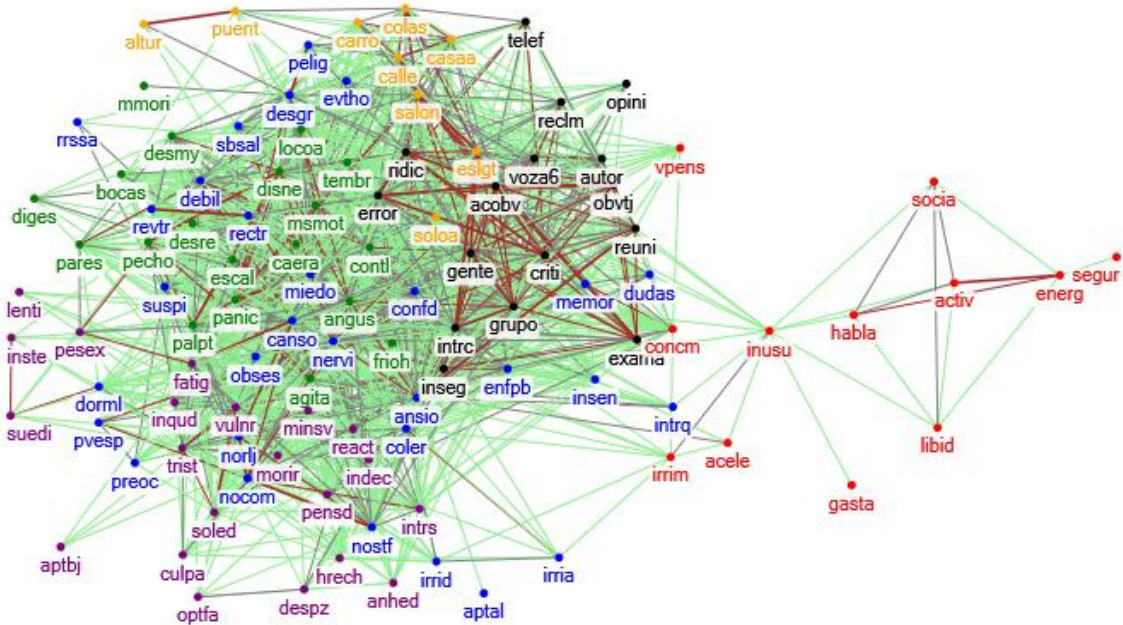 altur
puent
carro
colas
telef
casaa
calle
pelig
evtho
mmori
desgr
salon
opini
reclm
rrssa
sbsal
locoa
desmy
ridic
eslgt
voza6
autor
vpens
bocas
disne
tembr
debil
acobv
obvtj
socia
diges
revtr
rectr
msmot
error
soloa
desre
reuni
pares
pecho
escal
caera
contl
gente
criti
segur
energ
activ
suspi
miedo
confd
memor
dudas
lenti
panic
angus
grupo
habla
inste
pesex
palpt
canso
nervi
intrc
exama
concm
inusu
fatig
obses
frioh
inseg
enfpb
insen
dorml
agita
suedi
pvesp
inqud
vulnr
minsv
ansio
intrq
libid
norlj
react
coler
acele
preoc
trist
morir
indec
irrim
nocom
gasta
soled
pensd
intrs
nostf
aptbj
culpa
hrech
irrid
irria
optfa
despz
anhed
aptal